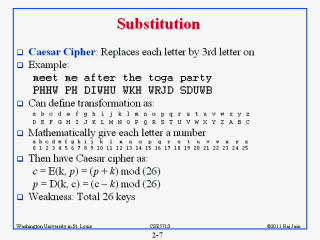 Substitution
Caesar Cipher: Replaces each letter by 3rd letter on
Example:
meet me after the toga party
PHHW PH DIWHU WKH WRJD SDUWB
Can define transformation as:
a b c d e f g h i j k l m n o p q r s t u v w x y z
D E F G H I J K L M N O P Q R S T U V W X Y Z A B C
Mathematically give each letter a number
a b c d e f g h i j k l m n o p q r s t u v w x y z
0 1 2 3 4 5 6 7 8 9 10 11 12 13 14 15 16 17 18 19 20 21 22 23 24 25
Then have Caesar cipher as:
c = E(k, p) = (p + k) mod (26)
p = D(k, c) = (c – k) mod (26)
Weakness: Total 26 keys
Washington University in St. Louis CSE571S ©2011 Raj Jain
2-7